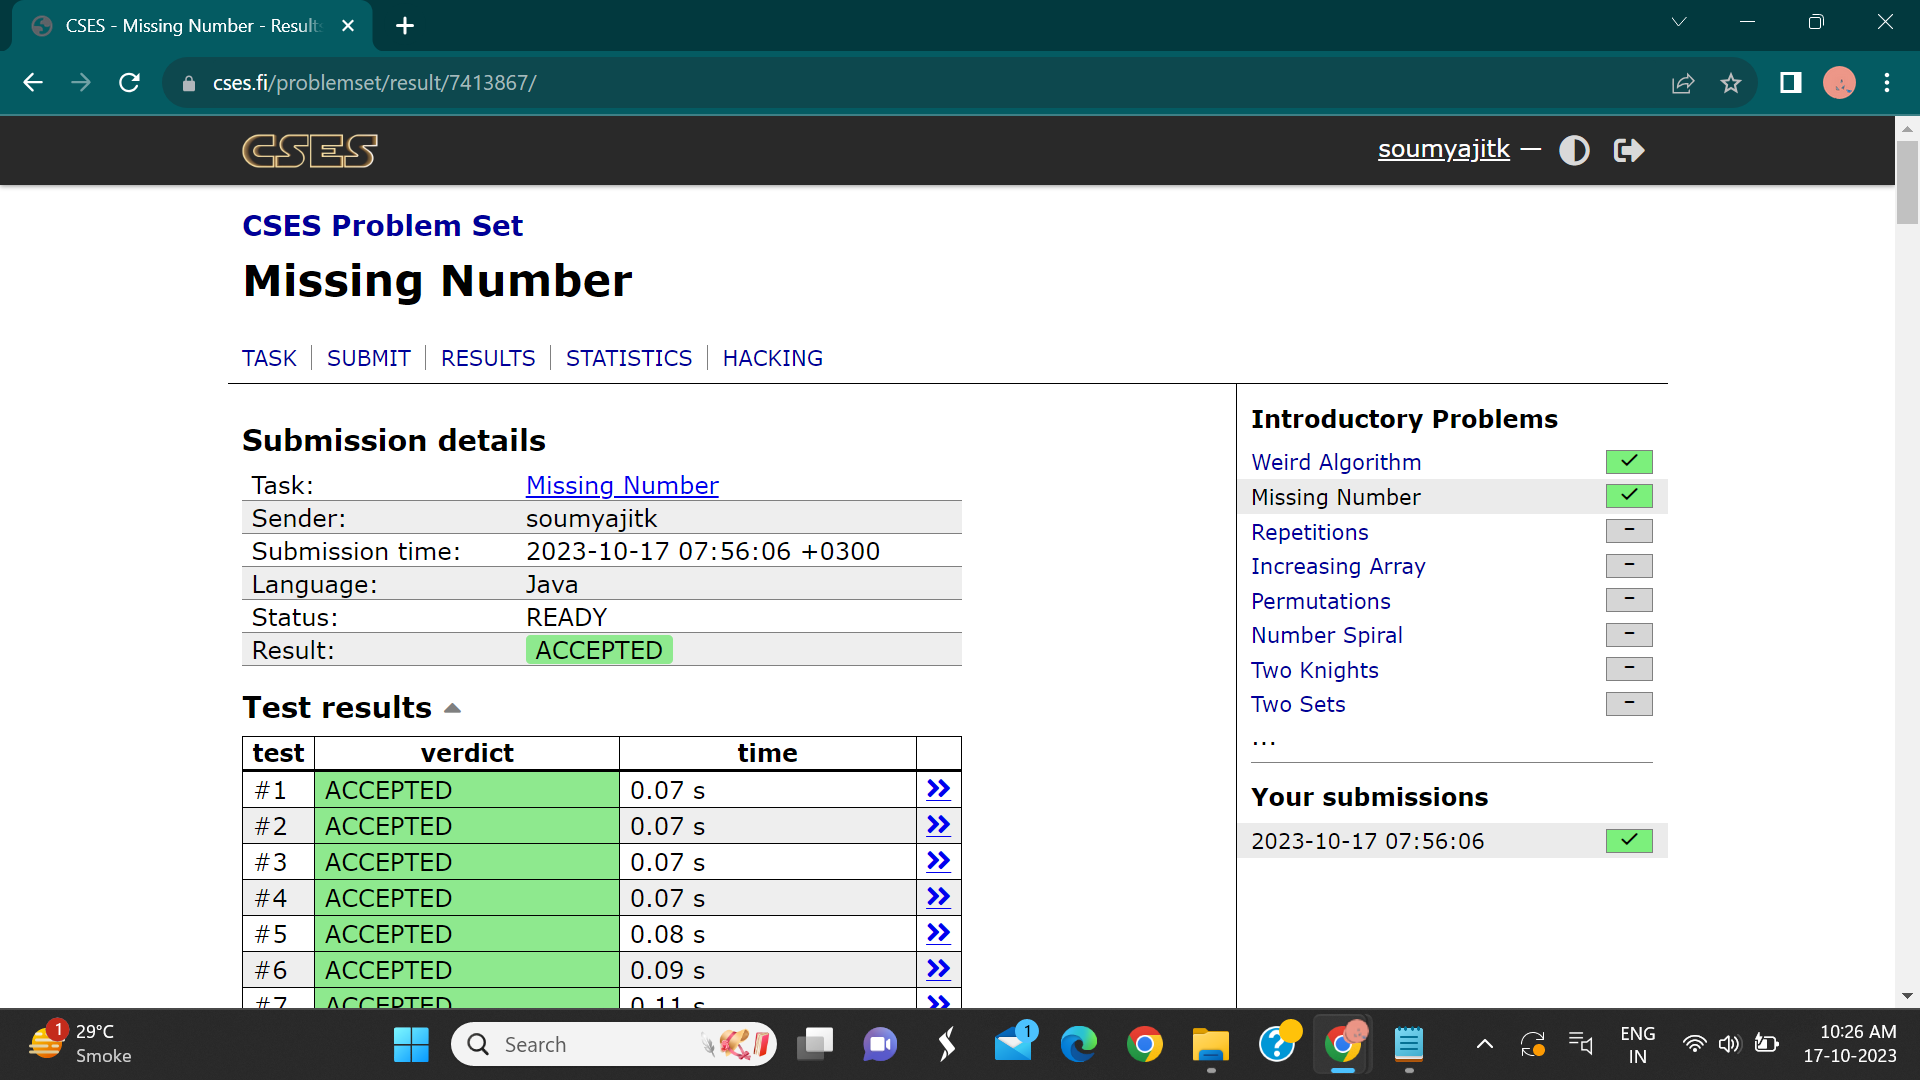 CSES - Missing Number - Results
cses.fi/problemset/result/7413867/
CSES
soumyajitk —
CSES Problem Set
Missing Number
TASK | SUBMIT | RESULTS | STATISTICS | HACKING
Submission details
Task: Missing Number
Sender: soumyajitk
Submission time: 2023-10-17 07:56:06 +0300
Language: Java
Status: READY
Result: ACCEPTED
Test results
test verdict time
#1 ACCEPTED 0.07 s »
#2 ACCEPTED 0.07 s »
#3 ACCEPTED 0.07 s »
#4 ACCEPTED 0.07 s »
#5 ACCEPTED 0.08 s »
#6 ACCEPTED 0.09 s »
#7 ACCEPTED 0.11 s »
Introductory Problems
Weird Algorithm
Missing Number
Repetitions –
Increasing Array –
Permutations –
Number Spiral –
Two Knights –
Two Sets –
...
Your submissions
2023-10-17 07:56:06
1
29°C
Smoke
Search
1
ENG
IN
10:26 AM
17-10-2023